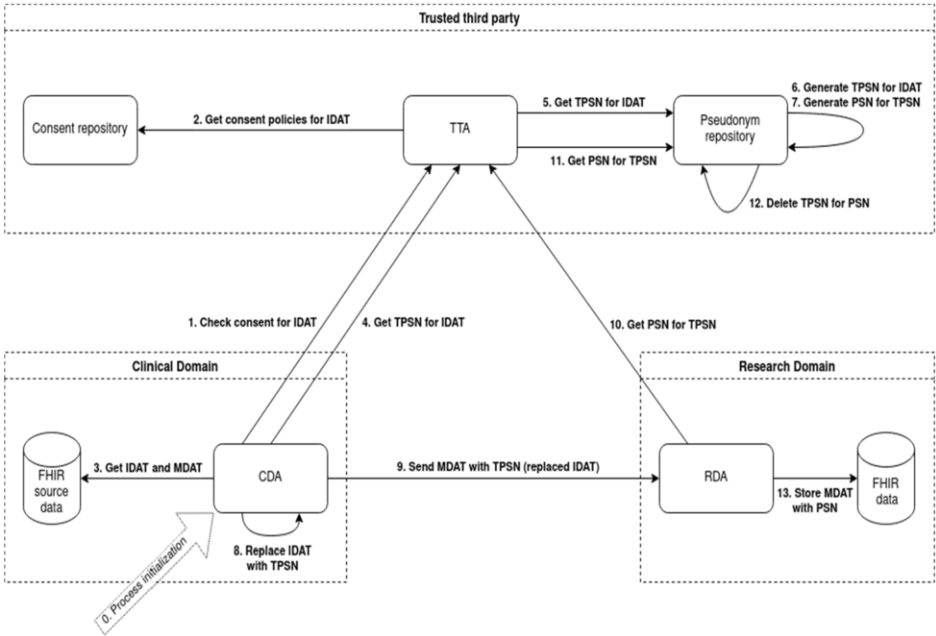 Trusted third party
Consent repository
2. Get consent policies for IDAT
TTA
5. Get TPSN for IDAT
11. Get PSN for TPSN
Pseudonym
repository
6. Generate TPSN for IDAT
7. Generate PSN for TPSN
12. Delete TPSN for PSN
1. Check consent for IDAT
4. Get TPSN for IDAT
10. Get PSN for TPSN
Clinical Domain
FHIR
source
data
3. Get IDAT and MDAT
CDA
8. Replace IDAT
with TPSN
0. Process initialization
9. Send MDAT with TPSN (replaced IDAT)
Research Domain
RDA
13. Store MDAT
with PSN
FHIR
data